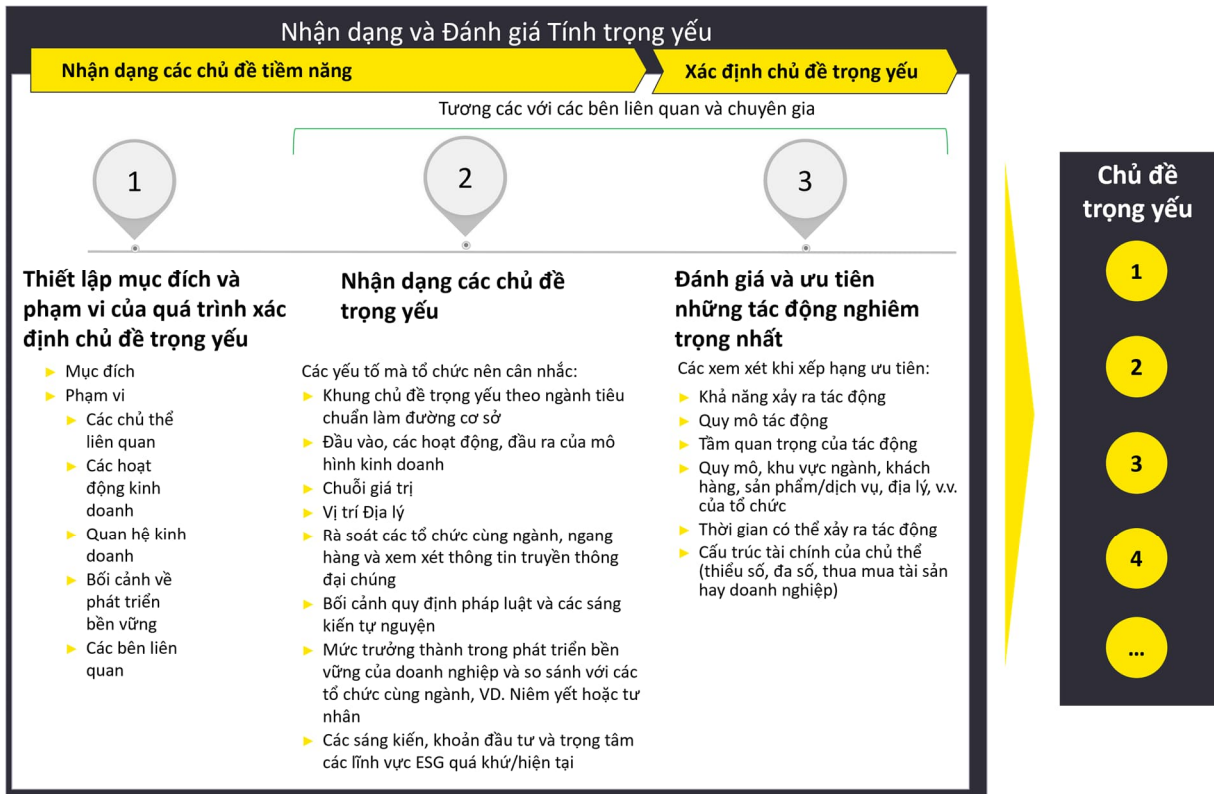 Nhận dạng và Đánh giá Tính trọng yếu
Nhận dạng các chủ đề tiềm năng
Xác định chủ đề trọng yếu
Tương các với các bên liên quan và chuyên gia
1
2
3
Thiết lập mục đích và
phạm vi của quá trình xác
định chủ đề trọng yếu
Mục đích
Phạm vi
Các chủ thể
liên quan
Các hoạt
động kinh
doanh
Quan hệ kinh
doanh
Bối cảnh về
phát triển
bền vững
Các bên liên
quan
Nhận dạng các chủ đề
trọng yếu
Các yếu tố mà tổ chức nên cân nhắc:
Khung chủ đề trọng yếu theo ngành tiêu
chuẩn làm đường cơ sở
Đầu vào, các hoạt động, đầu ra của mô
hình kinh doanh
Chuỗi giá trị
Vị trí Địa lý
Rà soát các tổ chức cùng ngành, ngang
hàng và xem xét thông tin truyền thông
đại chúng
Bối cảnh quy định pháp luật và các sáng
kiến tự nguyện
Mức trưởng thành trong phát triển bền
vững của doanh nghiệp và so sánh với các
tổ chức cùng ngành, VD. Niêm yết hoặc tư
nhân
Các sáng kiến, khoản đầu tư và trọng tâm
các lĩnh vực ESG quá khứ/hiện tại
Đánh giá và ưu tiên
những tác động nghiêm
trọng nhất
Các xem xét khi xếp hạng ưu tiên:
Khả năng xảy ra tác động
Quy mô tác động
Tầm quan trọng của tác động
Quy mô, khu vực ngành, khách
hàng, sản phẩm/dịch vụ, địa lý, v.v.
của tổ chức
Thời gian có thể xảy ra tác động
Cấu trúc tài chính của chủ thể
(thiểu số, đa số, thua mua tài sản
hay doanh nghiệp)
Chủ đề
trọng yếu
1
2
3
4
...